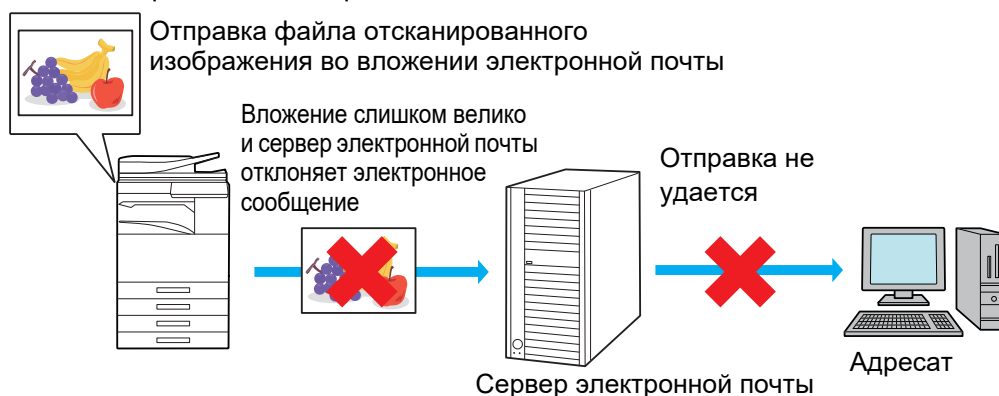 Отправка файла отсканированного
изображения во вложении электронной почты
Вложение слишком велико
и сервер электронной почты
отклоняет электронное
сообщение
Отправка не
удается
Адресат
Сервер электронной почты